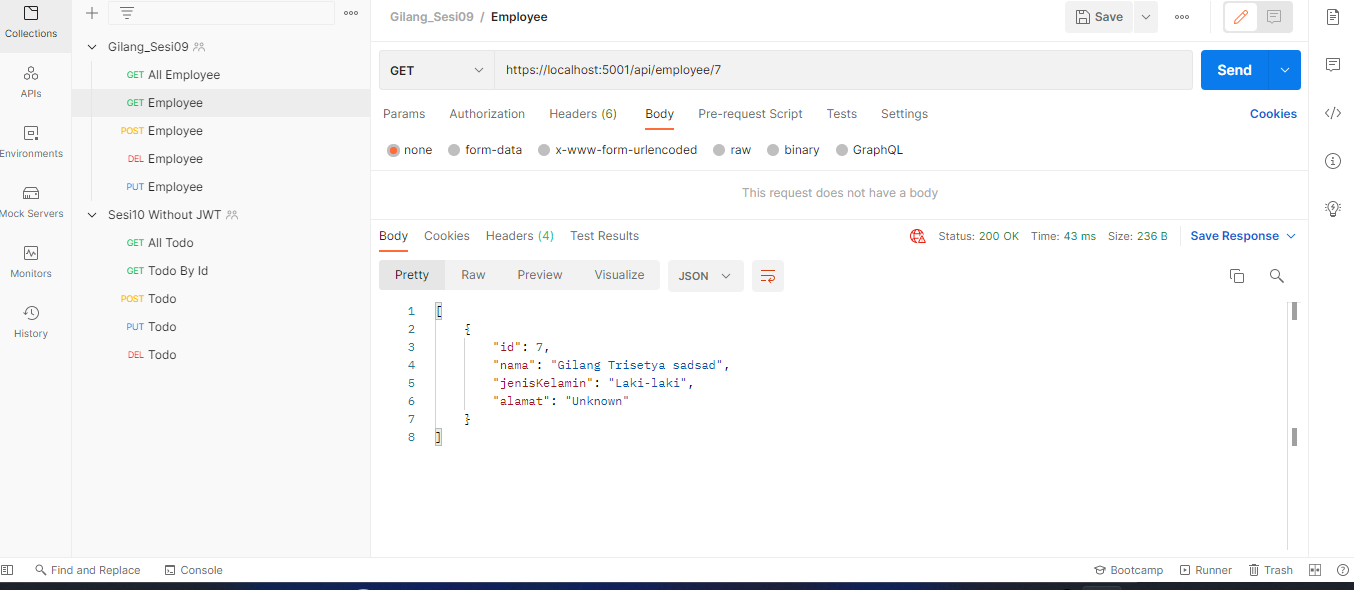 Collections
APIs
Environments
Mock Servers
Monitors
History
Gilang_Sesi09
GET All Employee
GET Employee
POST Employee
DEL Employee
PUT Employee
Sesi10 Without JWT
GET All Todo
GET Todo By Id
POST Todo
PUT Todo
DEL Todo
Gilang_Sesi09 / Employee
Save
GET https://localhost:5001/api/employee/7 Send
Params Authorization Headers (6) Body Pre-request Script Tests Settings Cookies
none form-data x-www-form-urlencoded raw binary GraphQL
This request does not have a body
Body Cookies Headers (4) Test Results Status: 200 OK Time: 43 ms Size: 236 B Save Response
Pretty Raw Preview Visualize JSON
1 [
2 {
3 "id": 7,
4 "nama": "Gilang Trisetya sadsad",
5 "jenisKelamin": "Laki-laki",
6 "alamat": "Unknown"
7 }
8 ]
Find and Replace Console Bootcamp Runner Trash